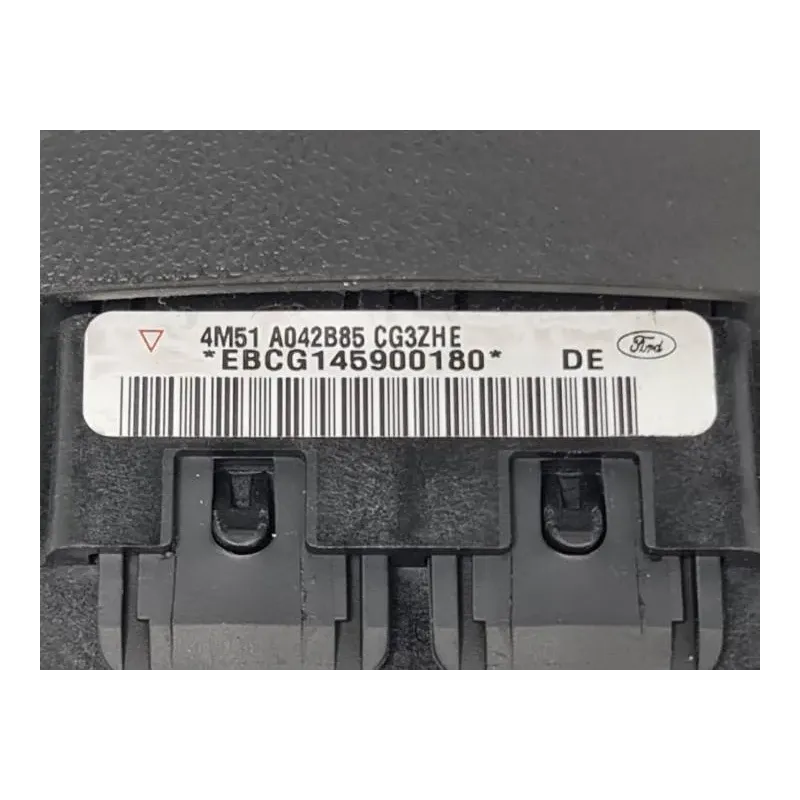 4M51 A042B85 CG3ZHE
*EBCG145900180* DE
Ford